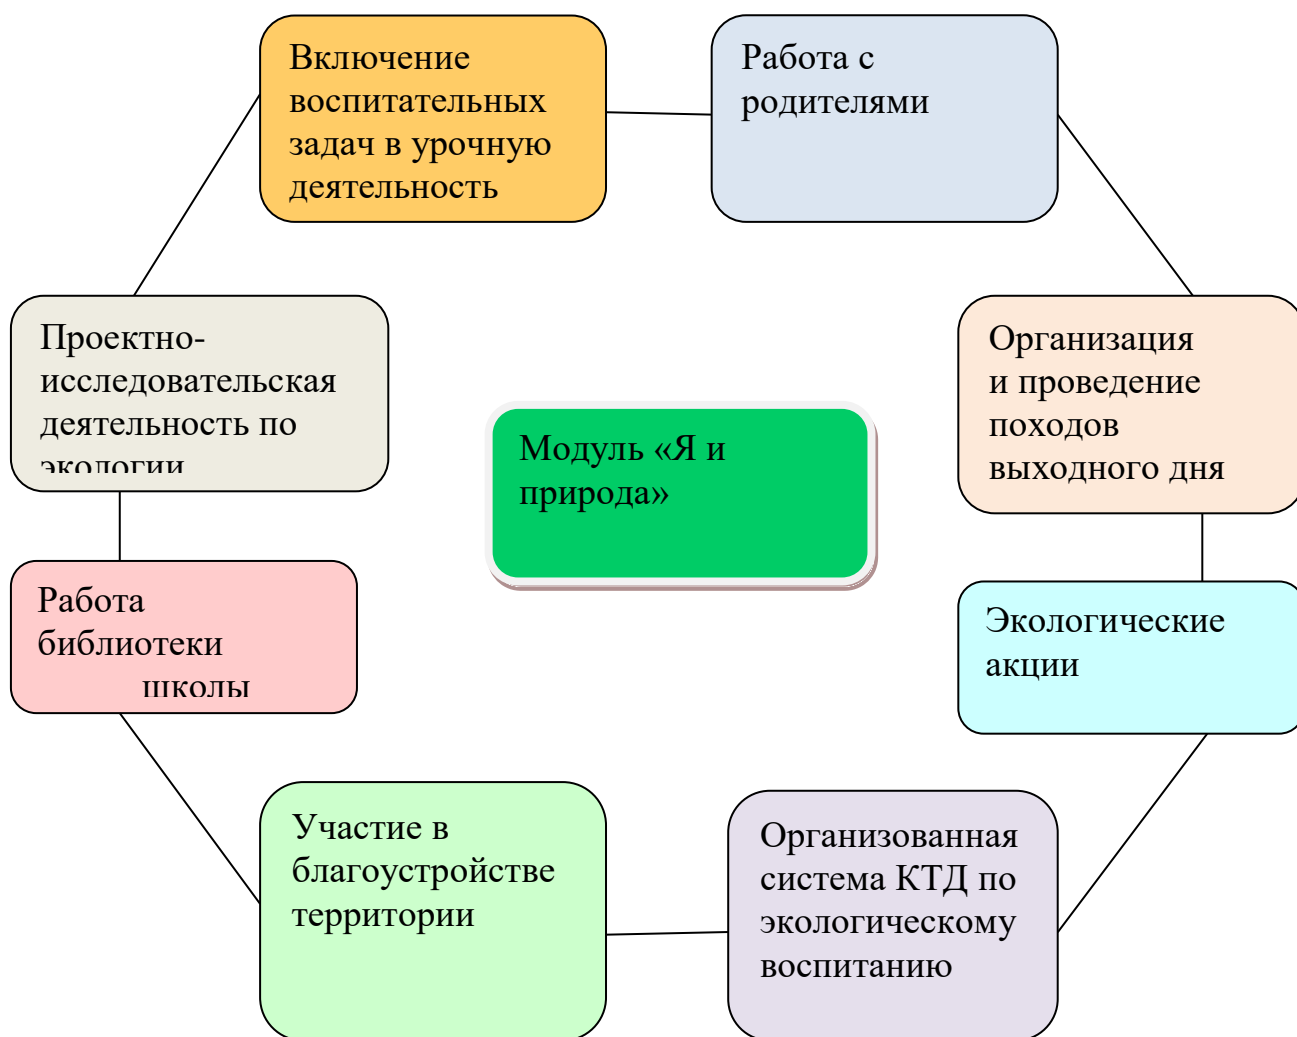 Включение
воспитательных
задач в урочную
деятельность
Работа с
родителями
Проектно-
исследовательская
деятельность по
экологии
Организация
и проведение
походов
выходного дня
Модуль «Я и
природа»
Работа
библиотеки
школы
Экологические
акции
Участие в
благоустройстве
территории
Организованная
система КТД по
экологическому
воспитанию